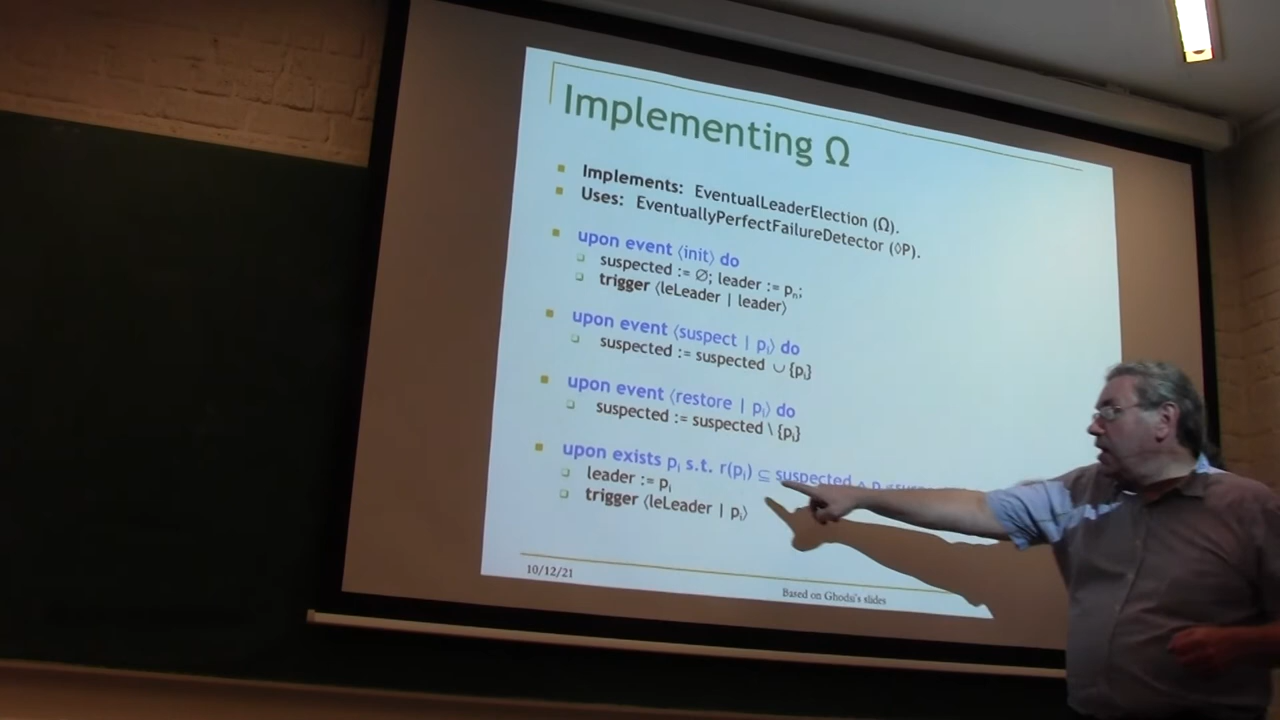 Implementing Ω
Implements: EventualLeaderElection (Ω).
Uses: EventuallyPerfectFailureDetector (◊P).
upon event ⟨init⟩ do
suspected := ∅; leader := pₙ;
trigger ⟨leLeader | leader⟩
upon event ⟨suspect | pᵢ⟩ do
suspected := suspected ∪ {pᵢ}
upon event ⟨restore | pᵢ⟩ do
suspected := suspected \ {pᵢ}
upon exists pᵢ s.t. r(pᵢ) ⊆ suspected ∧
leader := pᵢ
trigger ⟨leLeader | pᵢ⟩
10/12/21
Based on Ghodsi's slides